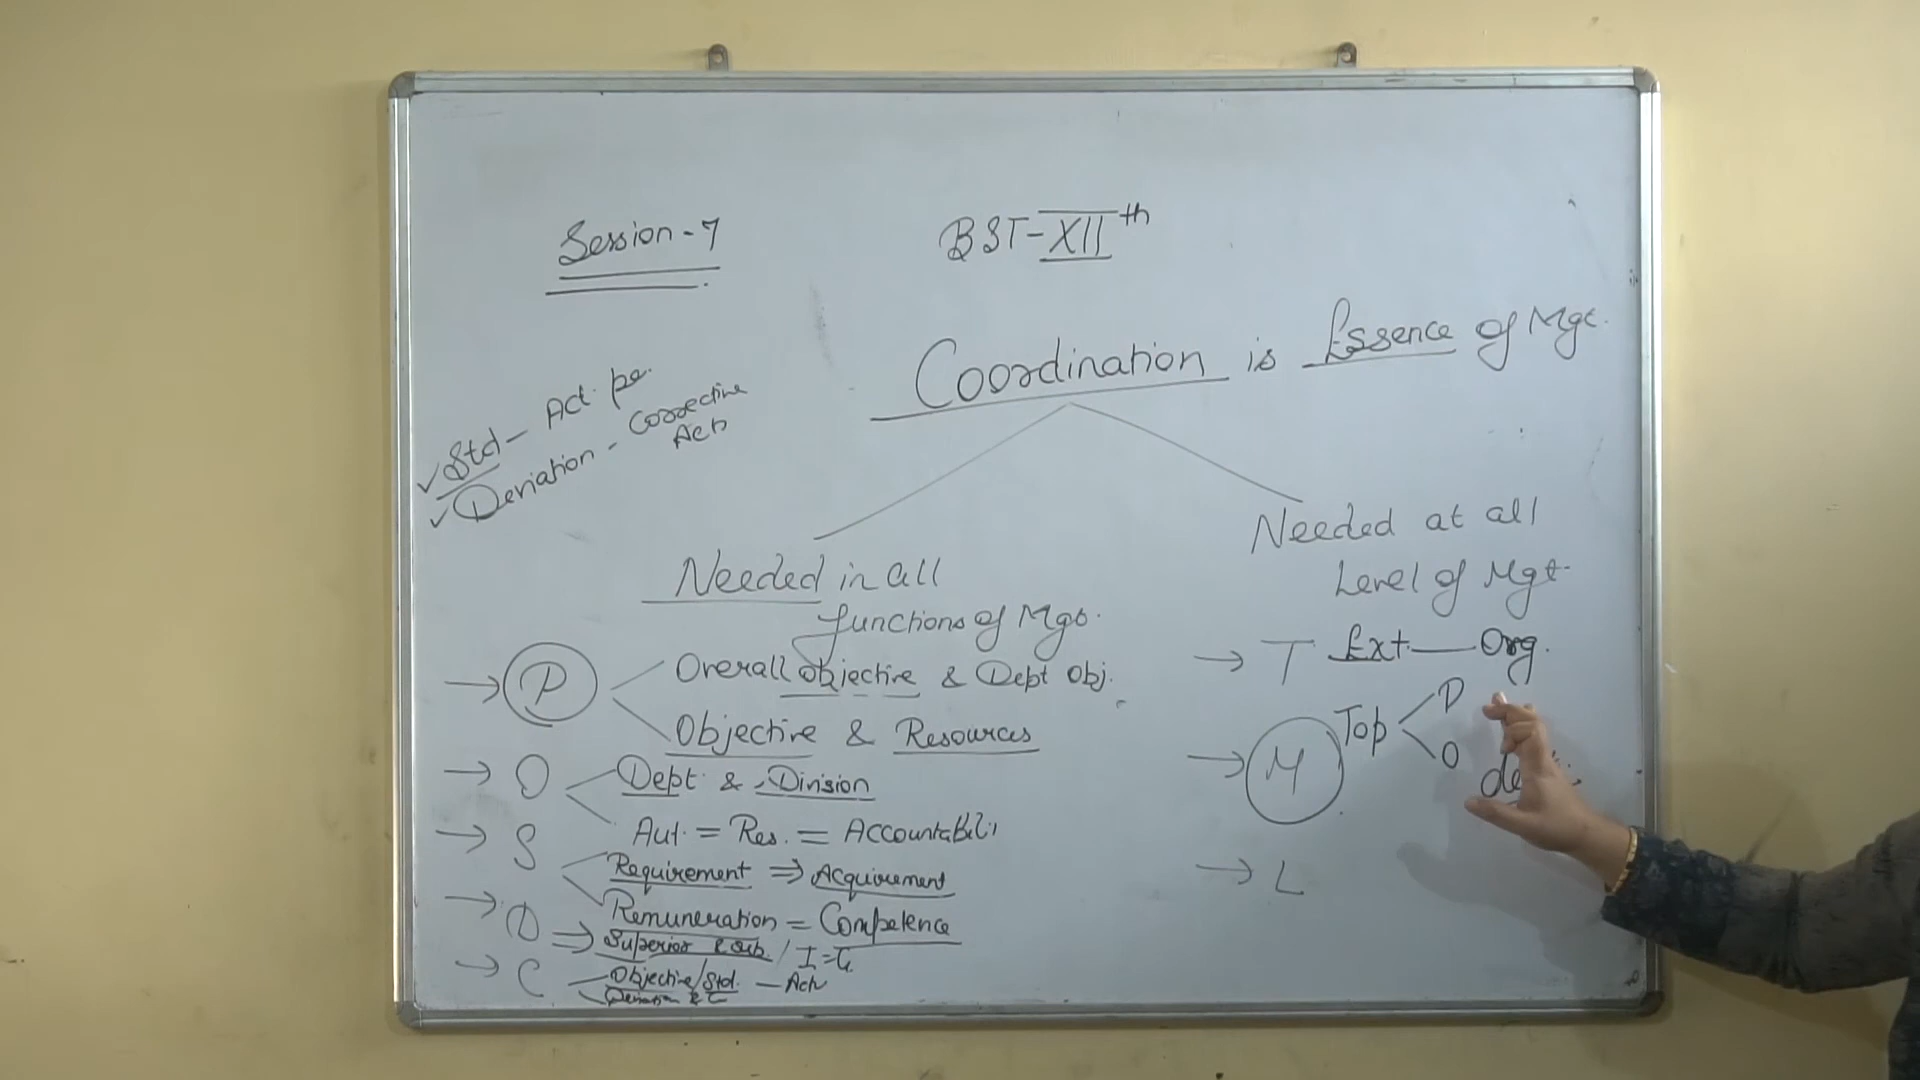 Session-7
BST-XIIth
Coordination is Essence of Mgt.
Std - Act. pe.
Deviation - Corrective
Actn
Needed in all
functions of Mgt.
P
Overall objective & Dept Obj.
Objective & Resources
O
Dept. & Division
Aut. = Res. = Accountabili
S
Requirement ⇒ Acquirement
Remuneration = Competence
D
Superior & Sub. / I =
C
Objective/Std. - Actn
Deviation & C
Needed at all
Level of Mgt.
T Ext - Org.
M Top
P
O
L